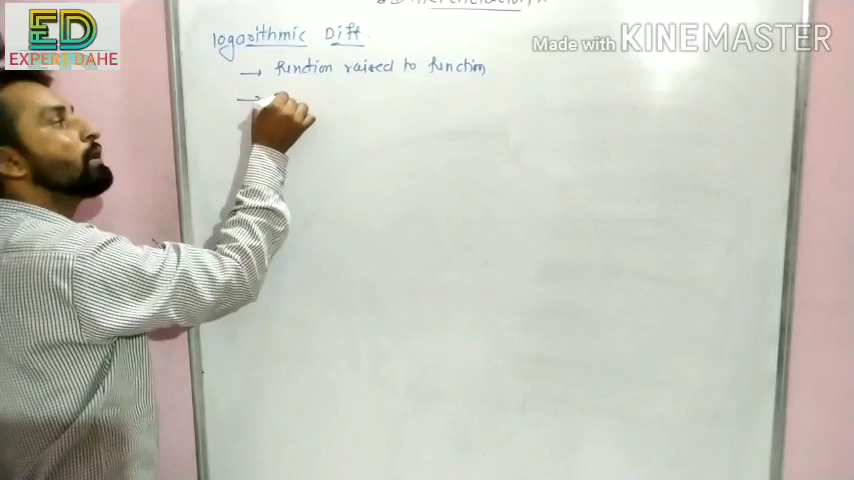 ED
EXPERT DAHE
Made with KINEMASTER
logarithmic Diff.
→ function raised to function
→